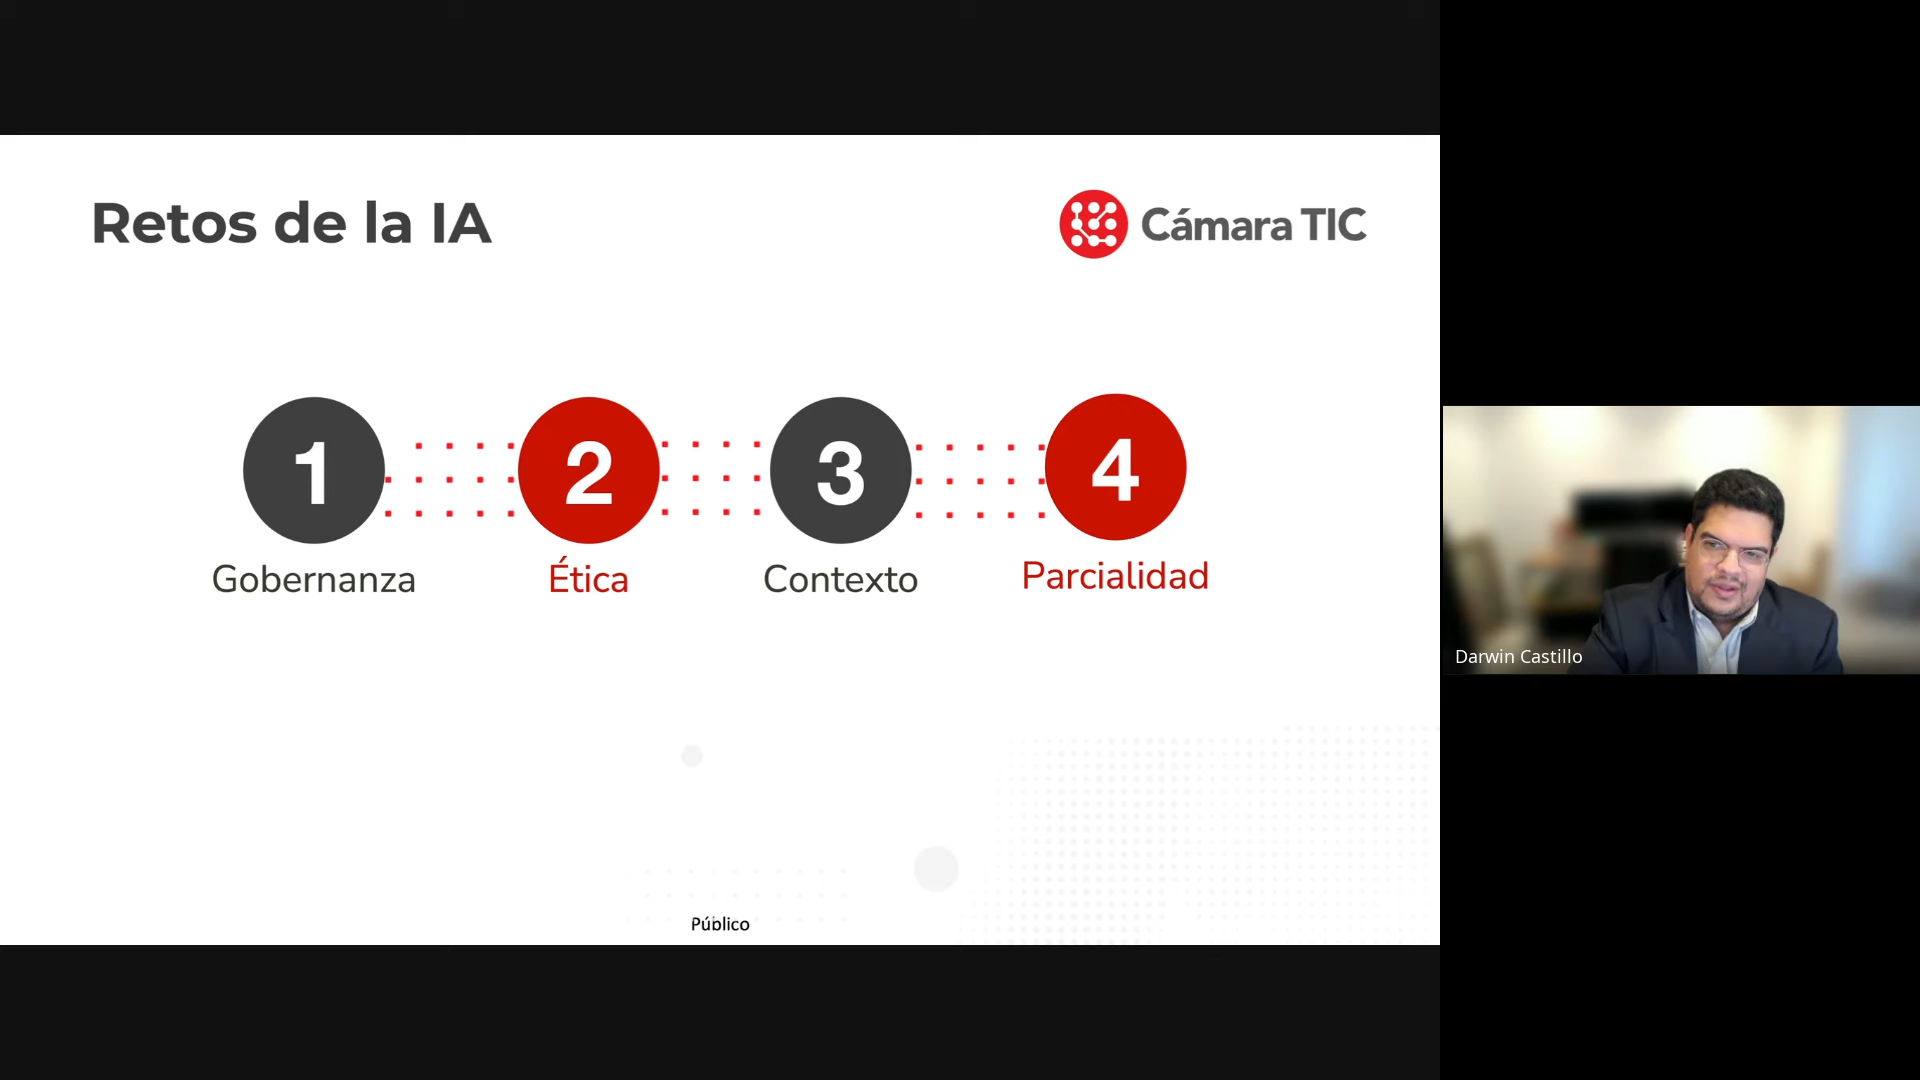 Retos de la IA
Cámara TIC
1
2
3
4
Gobernanza
Ética
Contexto
Parcialidad
Público
Darwin Castillo